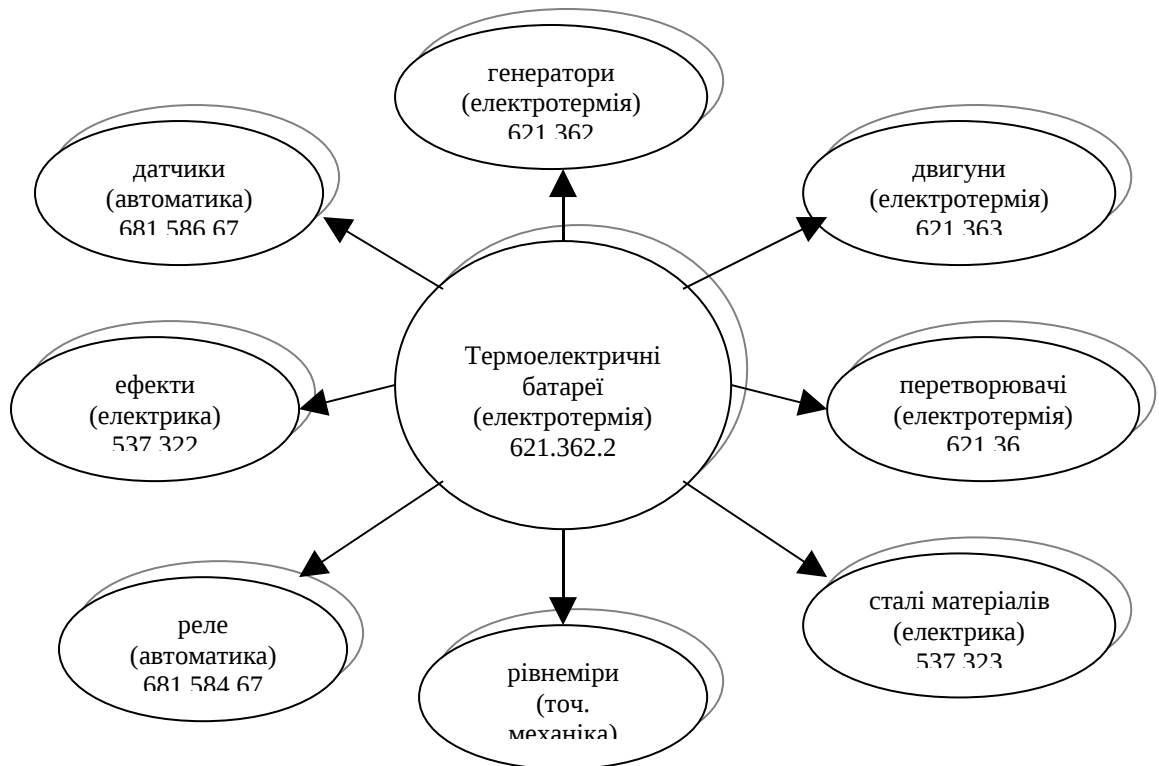 генератори
(електротермія)
621.362
датчики
(автоматика)
681.586.67
двигуни
(електротермія)
621.363
Термоелектричні
батареї
(електротермія)
621.362.2
ефекти
(електрика)
537.322
перетворювачі
(електротермія)
621.36
реле
(автоматика)
681.584.67
рівнеміри
(точ.
механіка)
сталі матеріалів
(електрика)
537.323